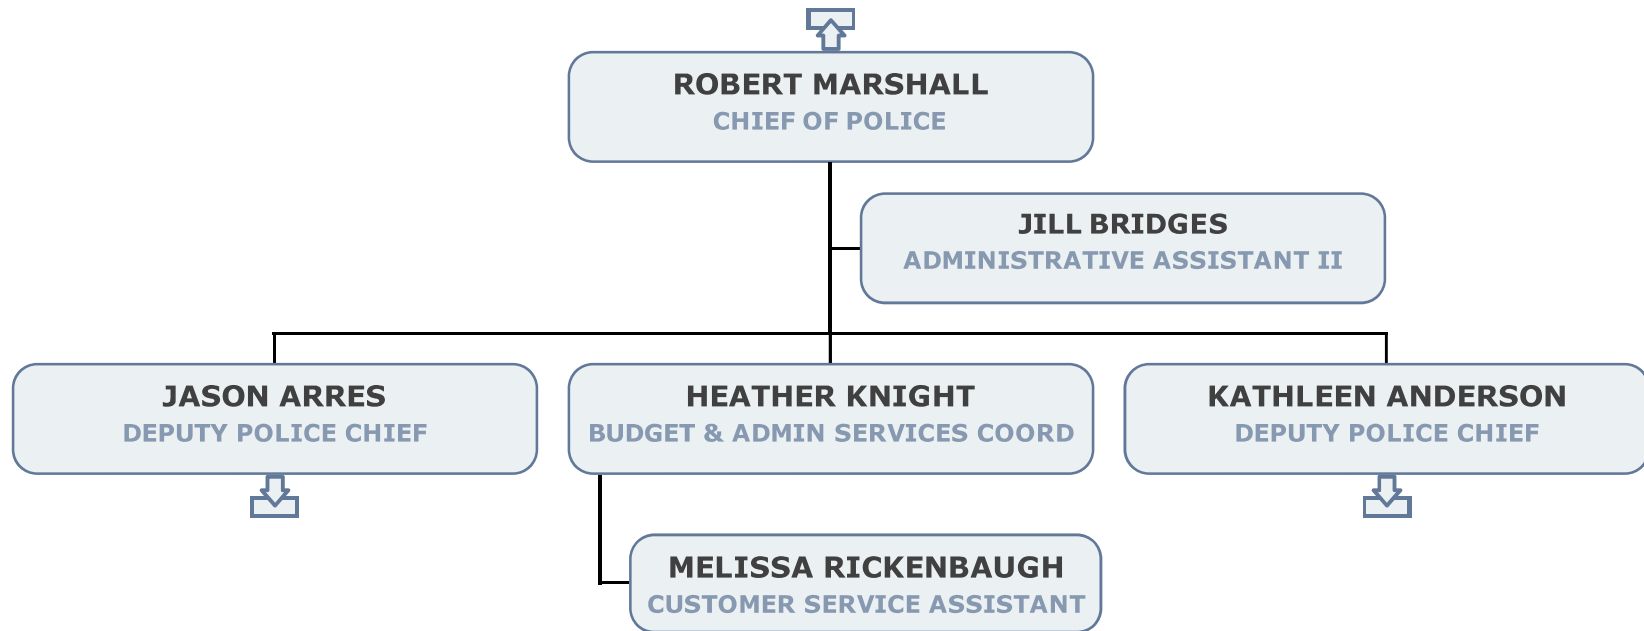 ROBERT MARSHALL
CHIEF OF POLICE
JILL BRIDGES
ADMINISTRATIVE ASSISTANT II
JASON ARRES
DEPUTY POLICE CHIEF
HEATHER KNIGHT
BUDGET & ADMIN SERVICES COORD
KATHLEEN ANDERSON
DEPUTY POLICE CHIEF
MELISSA RICKENBAUGH
CUSTOMER SERVICE ASSISTANT